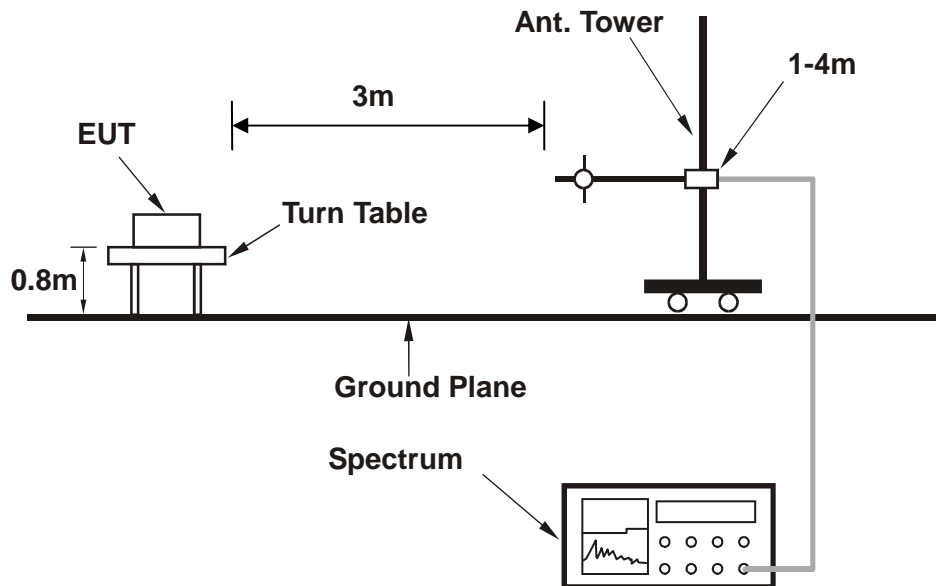 Ant. Tower
1-4m
3m
EUT
Turn Table
0.8m
Ground Plane
Spectrum